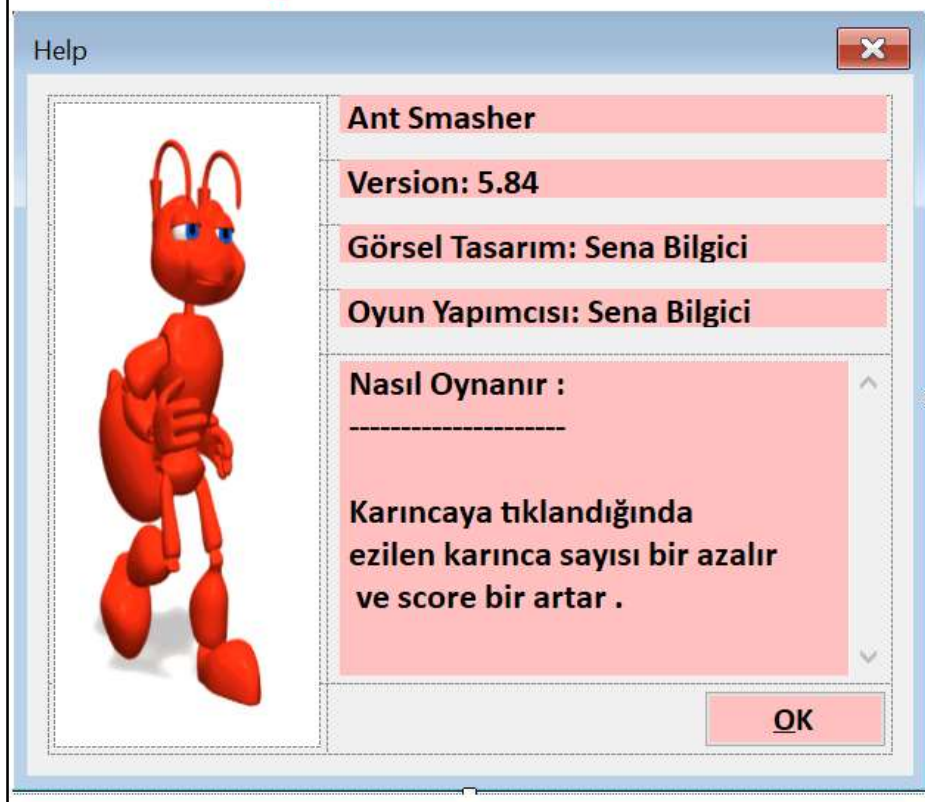 Help
Ant Smasher
Version: 5.84
Görsel Tasarım: Sena Bilgici
Oyun Yapımcısı: Sena Bilgici
Nasıl Oynanır :
---------------------
Karıncaya tıklandığında
ezilen karınca sayısı bir azalır
ve score bir artar .
OK